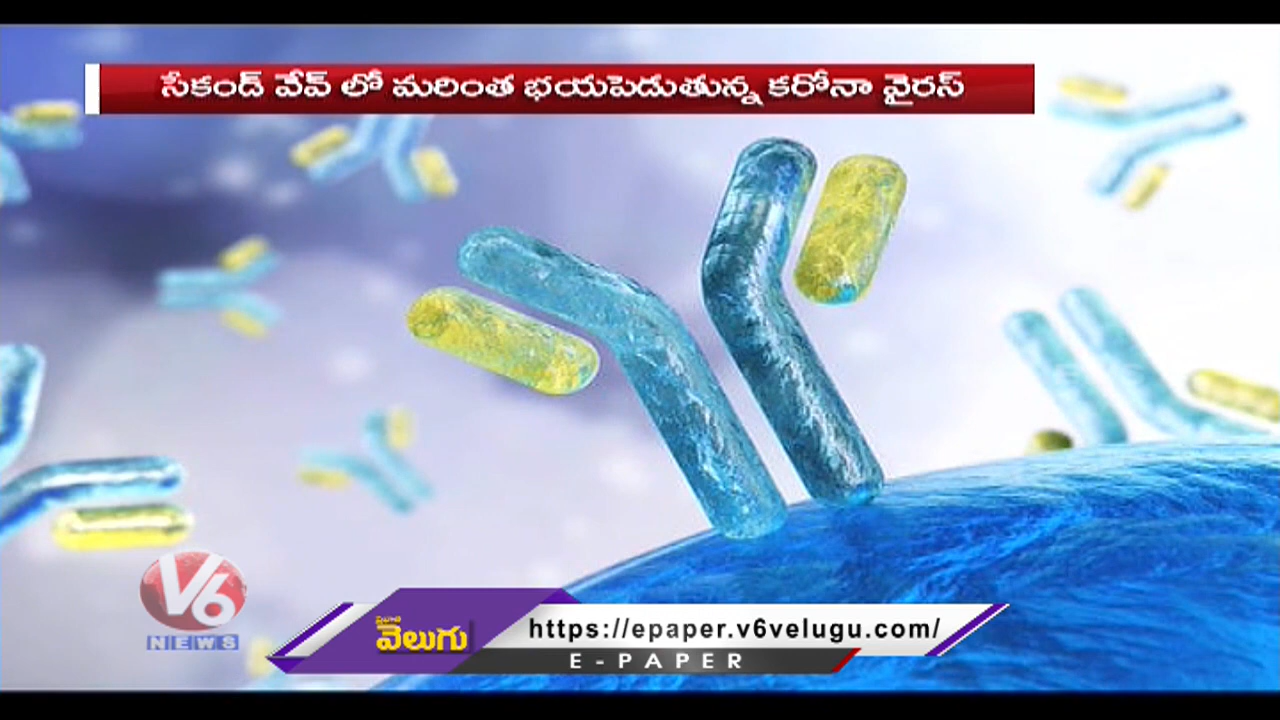 సేకండ్ వేవ్ లో మరింత భయపెడుతున్న కరోనా వైరస్
V6
NEWS
వెలుగు
https://epaper.v6velugu.com/
E-PAPER